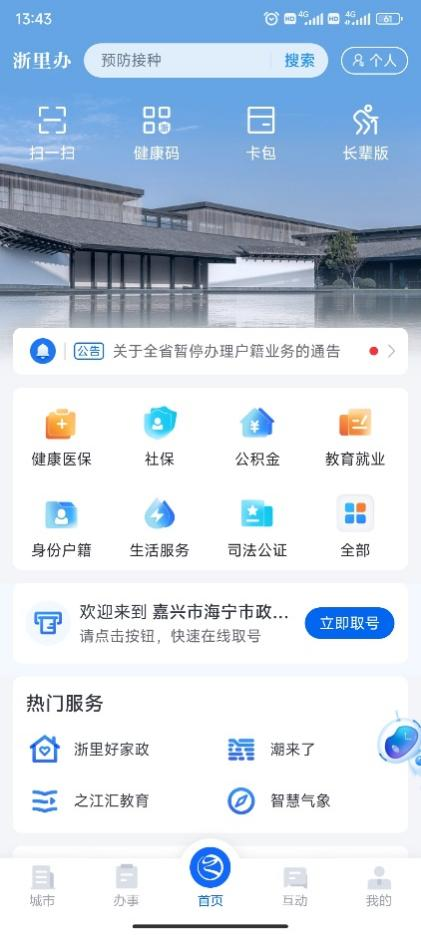 13:43
HD 4G HD 4G 61
浙里办 预防接种 搜索 个人
扫一扫 健康码 卡包 长辈版
公告 关于全省暂停办理户籍业务的通告
健康医保 社保 公积金 教育就业
身份户籍 生活服务 司法公证 全部
欢迎来到 嘉兴市海宁市政...
请点击按钮，快速在线取号
立即取号
热门服务
浙里好家政 潮来了
之江汇教育 智慧气象
城市 办事 首页 互动 我的